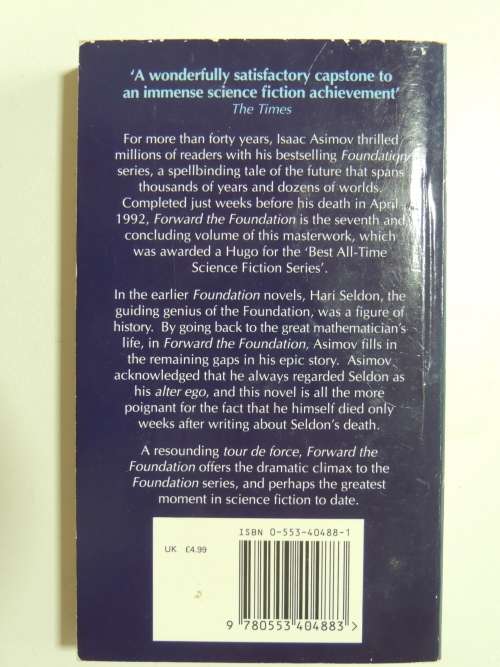 ‘A wonderfully satisfactory capstone to
an immense science fiction achievement’
The Times
For more than forty years, Isaac Asimov thrilled
millions of readers with his bestselling Foundation
series, a spellbinding tale of the future that spans
thousands of years and dozens of worlds.
Completed just weeks before his death in April
1992, Forward the Foundation is the seventh and
concluding volume of this masterwork, which
was awarded a Hugo for the ‘Best All-Time
Science Fiction Series’.
In the earlier Foundation novels, Hari Seldon, the
guiding genius of the Foundation, was a figure of
history. By going back to the great mathematician's
life, in Forward the Foundation, Asimov fills in
the remaining gaps in his epic story. Asimov
acknowledged that he always regarded Seldon as
his alter ego, and this novel is all the more
poignant for the fact that he himself died only
weeks after writing about Seldon's death.
A resounding tour de force, Forward the
Foundation offers the dramatic climax to the
Foundation series, and perhaps the greatest
moment in science fiction to date.
ISBN 0-553-40488-1
UK £4.99
9 780553 404883 >